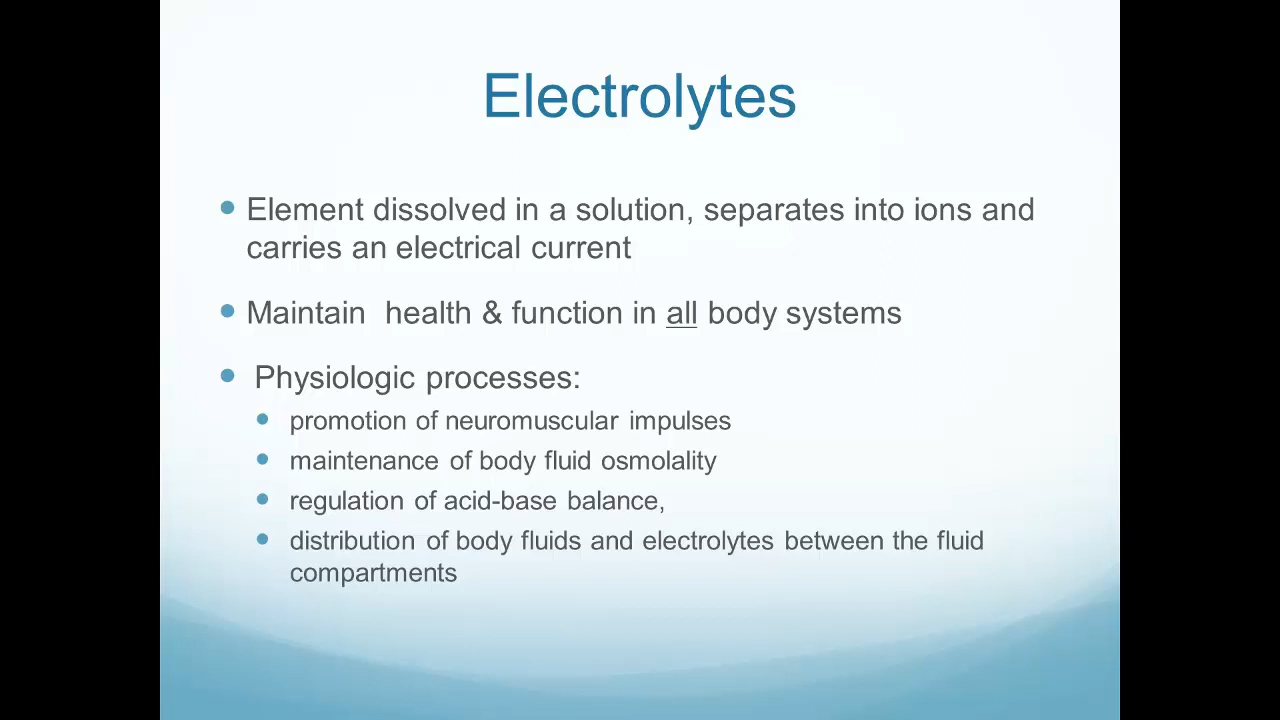 Electrolytes
Element dissolved in a solution, separates into ions and
carries an electrical current
Maintain  health & function in all body systems
Physiologic processes:
promotion of neuromuscular impulses
maintenance of body fluid osmolality
regulation of acid-base balance,
distribution of body fluids and electrolytes between the fluid
compartments